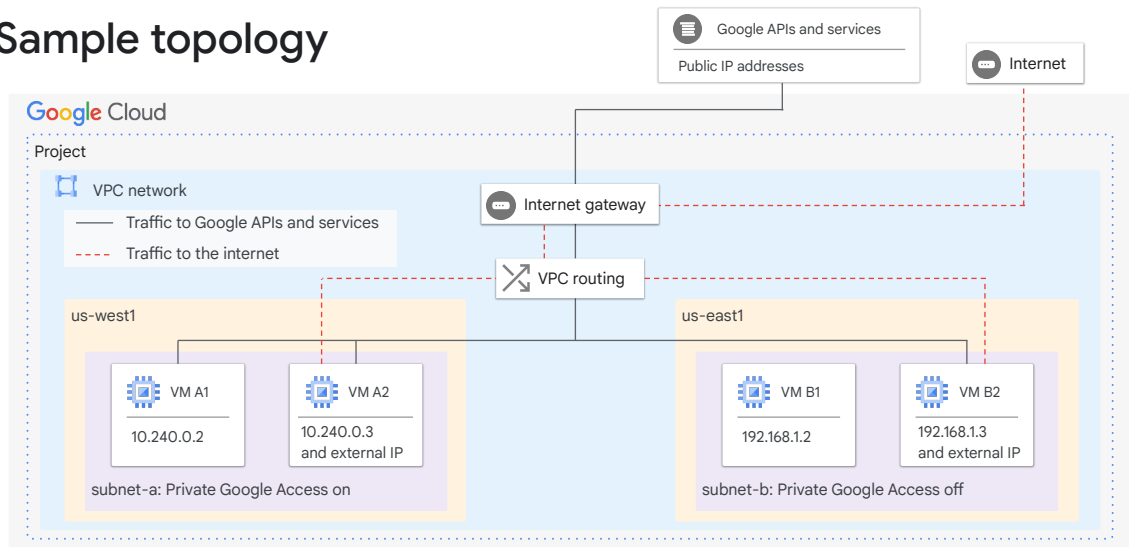 Sample topology
Google APIs and services
Public IP addresses
Internet
Google Cloud
Project
VPC network
Traffic to Google APIs and services
Traffic to the internet
Internet gateway
VPC routing
us-west1
VM A1
10.240.0.2
VM A2
10.240.0.3
and external IP
subnet-a: Private Google Access on
us-east1
VM B1
192.168.1.2
VM B2
192.168.1.3
and external IP
subnet-b: Private Google Access off